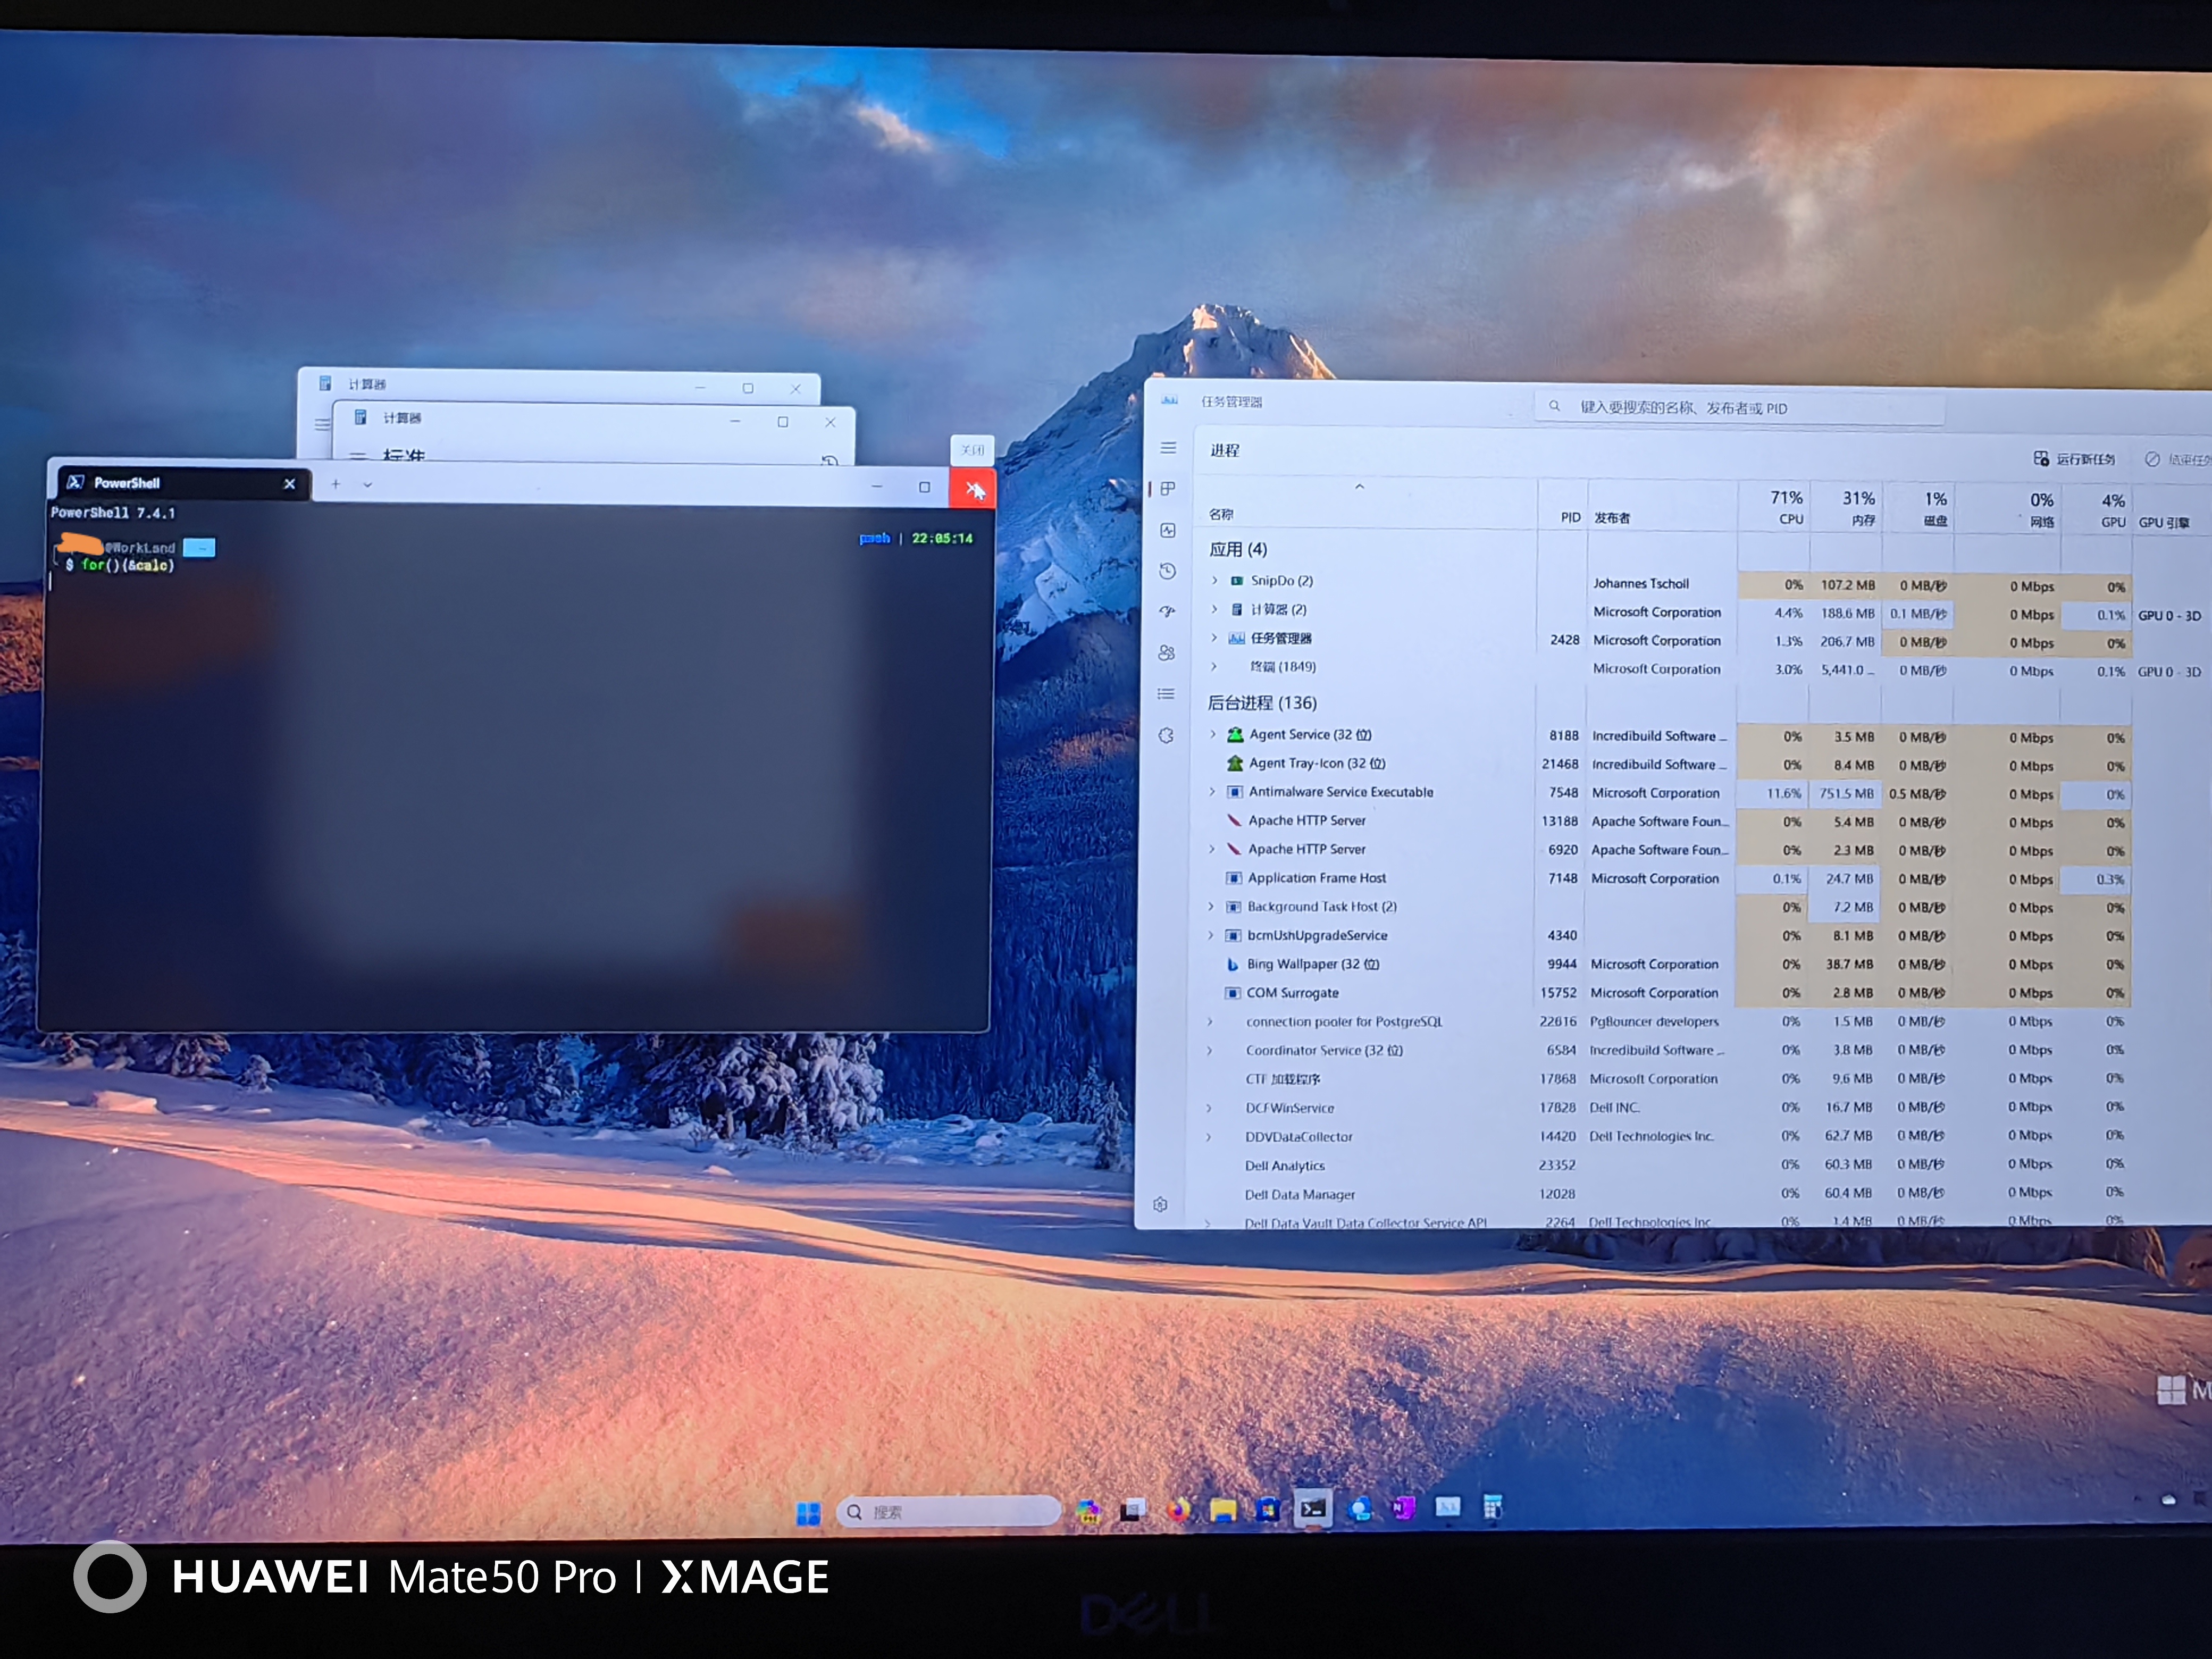 计算器
计算器
标准
关闭
PowerShell
PowerShell 7.4.1
@WorkLand ~
pwsh | 22:05:14
$ for(){&calc}
任务管理器
键入要搜索的名称、发布者或 PID
进程
运行新任务
结束任务
71% 31% 1% 0% 4%
名称 PID 发布者 CPU 内存 磁盘 网络 GPU GPU 引擎
应用 (4)
SnipDo (2) Johannes Tscholl 0% 107.2 MB 0 MB/秒 0 Mbps 0%
计算器 (2) Microsoft Corporation 4.4% 188.6 MB 0.1 MB/秒 0 Mbps 0.1% GPU 0 - 3D
任务管理器 2428 Microsoft Corporation 1.3% 206.7 MB 0 MB/秒 0 Mbps 0%
终端 (1849) Microsoft Corporation 3.0% 5,441.0 ... 0 MB/秒 0 Mbps 0.1% GPU 0 - 3D
后台进程 (136)
Agent Service (32 位) 8188 Incredibuild Software ... 0% 3.5 MB 0 MB/秒 0 Mbps 0%
Agent Tray-Icon (32 位) 21468 Incredibuild Software ... 0% 8.4 MB 0 MB/秒 0 Mbps 0%
Antimalware Service Executable 7548 Microsoft Corporation 11.6% 751.5 MB 0.5 MB/秒 0 Mbps 0%
Apache HTTP Server 13188 Apache Software Foun... 0% 5.4 MB 0 MB/秒 0 Mbps 0%
Apache HTTP Server 6920 Apache Software Foun... 0% 2.3 MB 0 MB/秒 0 Mbps 0%
Application Frame Host 7148 Microsoft Corporation 0.1% 24.7 MB 0 MB/秒 0 Mbps 0.3%
Background Task Host (2) 0% 7.2 MB 0 MB/秒 0 Mbps 0%
bcmUshUpgradeService 4340 0% 8.1 MB 0 MB/秒 0 Mbps 0%
Bing Wallpaper (32 位) 9944 Microsoft Corporation 0% 38.7 MB 0 MB/秒 0 Mbps 0%
COM Surrogate 15752 Microsoft Corporation 0% 2.8 MB 0 MB/秒 0 Mbps 0%
connection pooler for PostgreSQL 22616 PgBouncer developers 0% 1.5 MB 0 MB/秒 0 Mbps 0%
Coordinator Service (32 位) 6584 Incredibuild Software ... 0% 3.8 MB 0 MB/秒 0 Mbps 0%
CTF 加载程序 17868 Microsoft Corporation 0% 9.6 MB 0 MB/秒 0 Mbps 0%
DCFWinService 17828 Dell INC. 0% 16.7 MB 0 MB/秒 0 Mbps 0%
DDVDataCollector 14420 Dell Technologies Inc. 0% 62.7 MB 0 MB/秒 0 Mbps 0%
Dell Analytics 23352 0% 60.3 MB 0 MB/秒 0 Mbps 0%
Dell Data Manager 12028 0% 60.4 MB 0 MB/秒 0 Mbps 0%
Dell Data Vault Data Collector Service API 2264 Dell Technologies Inc. 0% 1.4 MB 0 MB/秒 0 Mbps 0%
搜索
HUAWEI Mate50 Pro | XMAGE
DELL